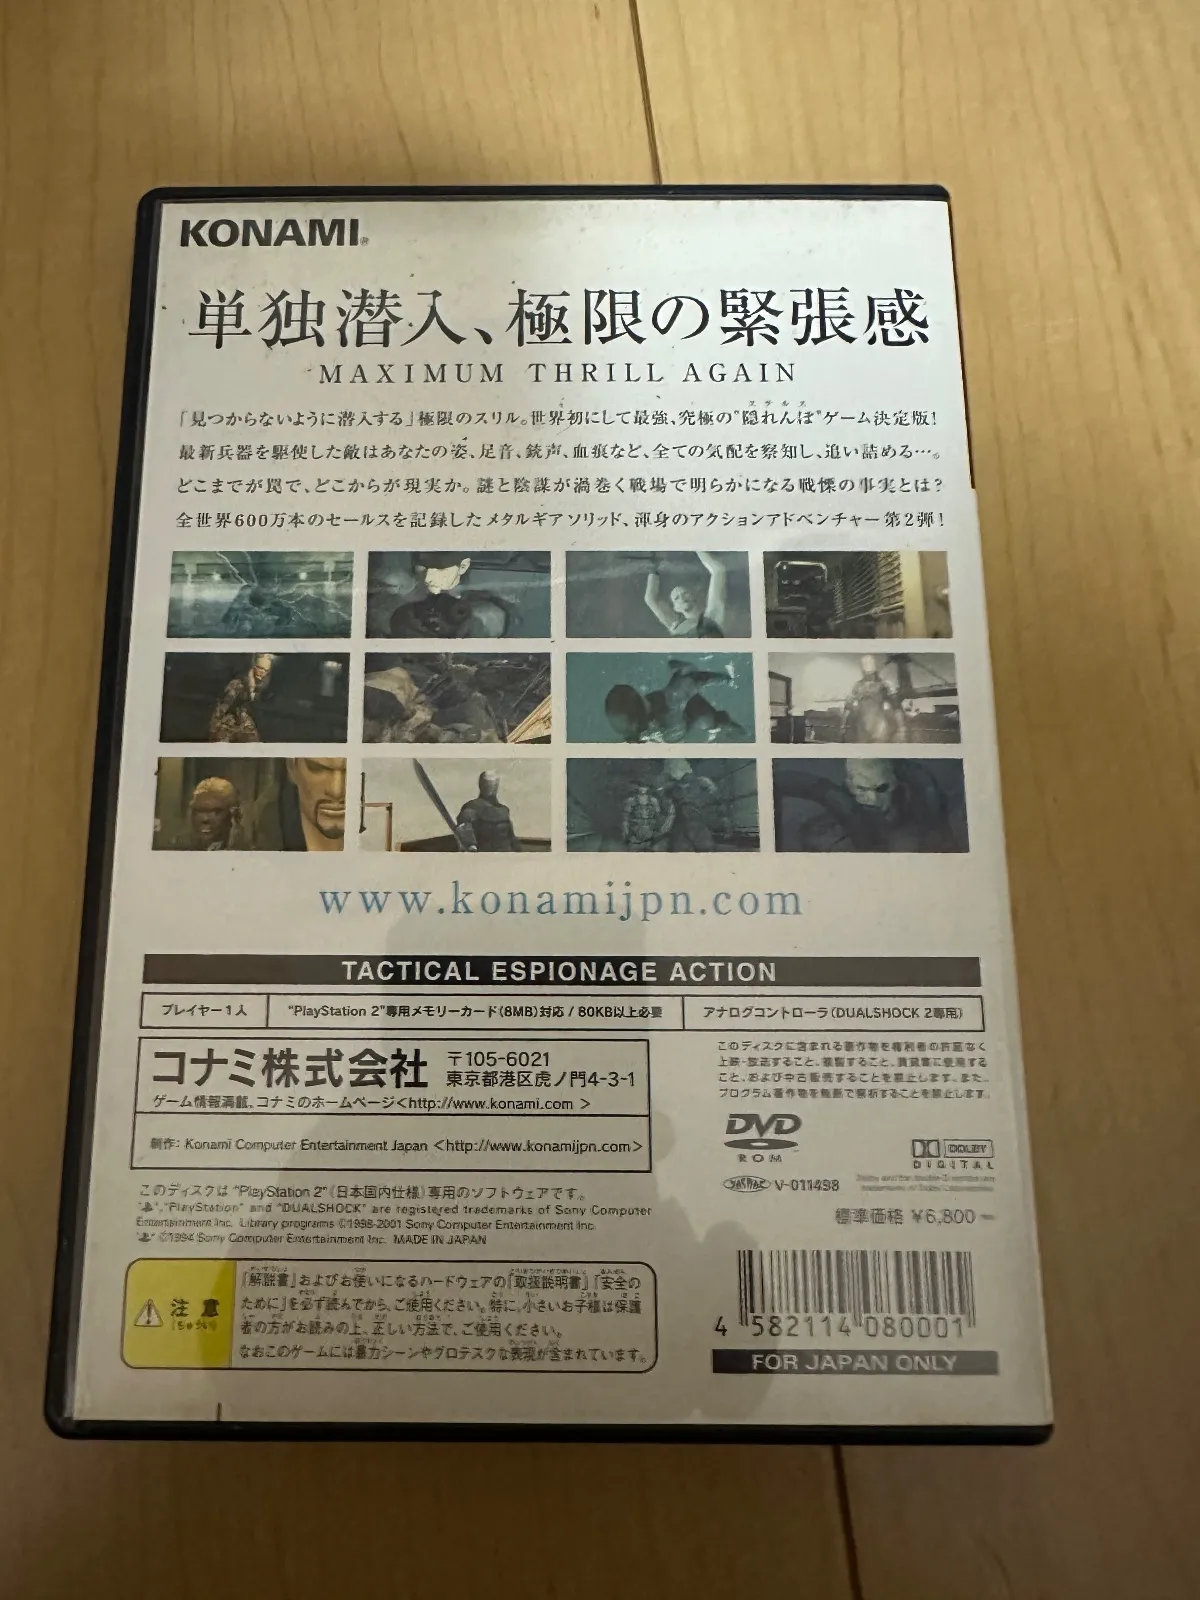 KONAMI®
単独潜入、極限の緊張感
MAXIMUM THRILL AGAIN
「見つからないように潜入する」極限のスリル。世界初にして最強、究極の"隠れんぼ"ゲーム決定版!
ステルス
最新兵器を駆使した敵はあなたの姿、足音、銃声、血痕など、全ての気配を察知し、追い詰める…。
どこまでが罠で、どこからが現実か。謎と陰謀が渦巻く戦場で明らかになる戦慄の事実とは?
全世界600万本のセールスを記録したメタルギア ソリッド、渾身のアクションアドベンチャー第2弾!
www.konamijpn.com
TACTICAL ESPIONAGE ACTION
プレイヤー1人
"PlayStation 2"専用メモリーカード(8MB)対応 / 80KB以上必要
アナログコントローラ(DUALSHOCK 2専用)
コナミ株式会社
〒105-6021
東京都港区虎ノ門4-3-1
ゲーム情報満載、コナミのホームページ<http://www.konami.com >
制作: Konami Computer Entertainment Japan <http://www.konamijpn.com>
このディスクに含まれる著作物を権利者の許諾なく
上映・放送すること、複製すること、賃貸業に使用する
こと、および中古販売することを禁止します。また、
プログラム著作物を無断で解析することを禁止します。
DVD
ROM
DOLBY
DIGITAL
V-011498
標準価格 ¥6,800ー
このディスクは "PlayStation 2"(日本国内仕様)専用のソフトウェアです。
"PlayStation" and "DUALSHOCK" are registered trademarks of Sony Computer
Entertainment Inc. Library programs ©1998-2001 Sony Computer Entertainment Inc.
©1994 Sony Computer Entertainment Inc. MADE IN JAPAN
注意
(ちゅうい)
『解説書』およびお使いになるハードウェアの『取扱説明書』『安全の
ために』を必ず読んでから、ご使用ください。特に、小さいお子様は保護
者の方がお読みの上、正しい方法で、ご使用ください。
なおこのゲームには暴力シーンやグロテスクな表現が含まれています。
4 582114 080001
FOR JAPAN ONLY